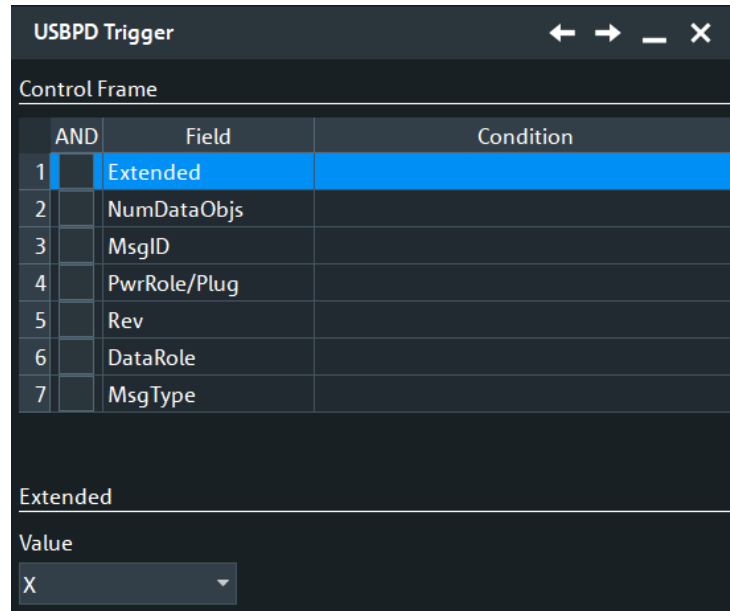 USBPD Trigger
Control Frame
AND Field Condition
1 Extended
2 NumDataObjs
3 MsgID
4 PwrRole/Plug
5 Rev
6 DataRole
7 MsgType
Extended
Value
X